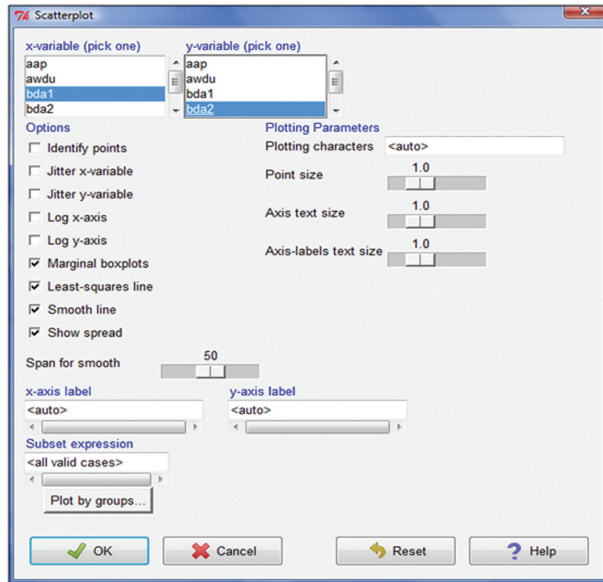 Scatterplot
x-variable (pick one) y-variable (pick one)
aap aap
awdu awdu
bda1 bda1
bda2 bda2
Options Plotting Parameters
Identify points Plotting characters <auto>
Jitter x-variable Point size 1.0
Jitter y-variable
Log x-axis Axis text size 1.0
Log y-axis
Marginal boxplots Axis-labels text size 1.0
Least-squares line
Smooth line
Show spread
Span for smooth 50
x-axis label y-axis label
<auto> <auto>
Subset expression
<all valid cases>
Plot by groups...
OK Cancel Reset Help